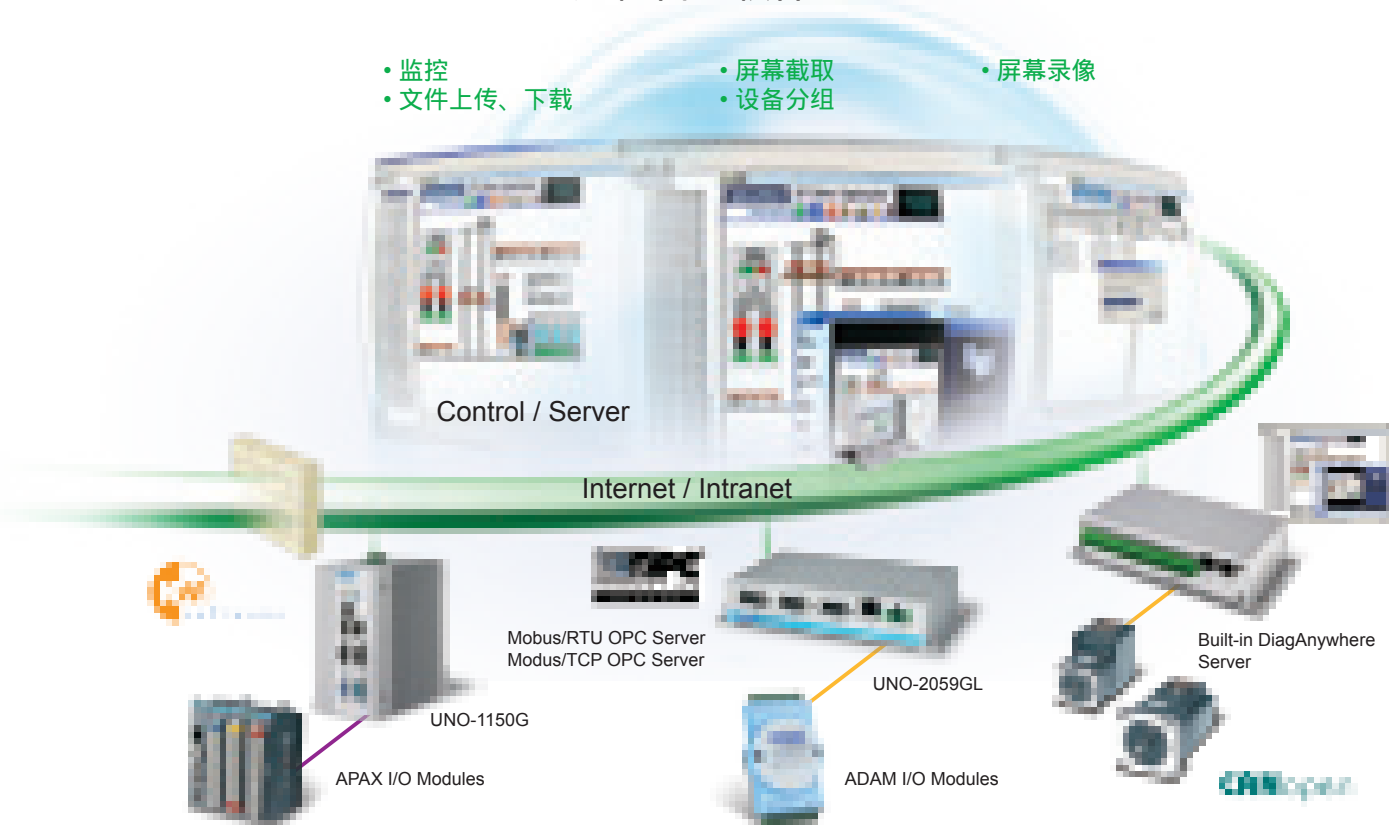 • 监控
• 文件上传、下载
• 屏幕截取
• 设备分组
• 屏幕录像
Control / Server
Internet / Intranet
OPC
Mobus/RTU OPC Server
Modus/TCP OPC Server
UNO-1150G
APAX I/O Modules
UNO-2059GL
ADAM I/O Modules
Built-in DiagAnywhere
Server
CANopen